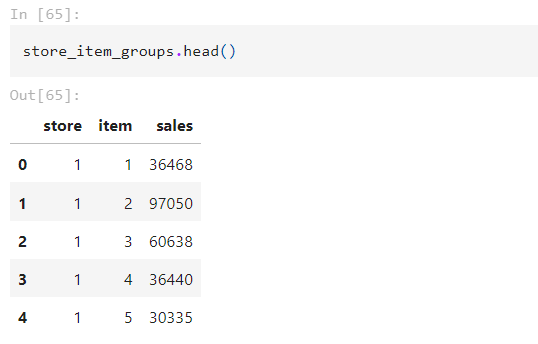 In [65]:
store_item_groups.head()
Out[65]:
store item sales
0 1 1 36468
1 1 2 97050
2 1 3 60638
3 1 4 36440
4 1 5 30335